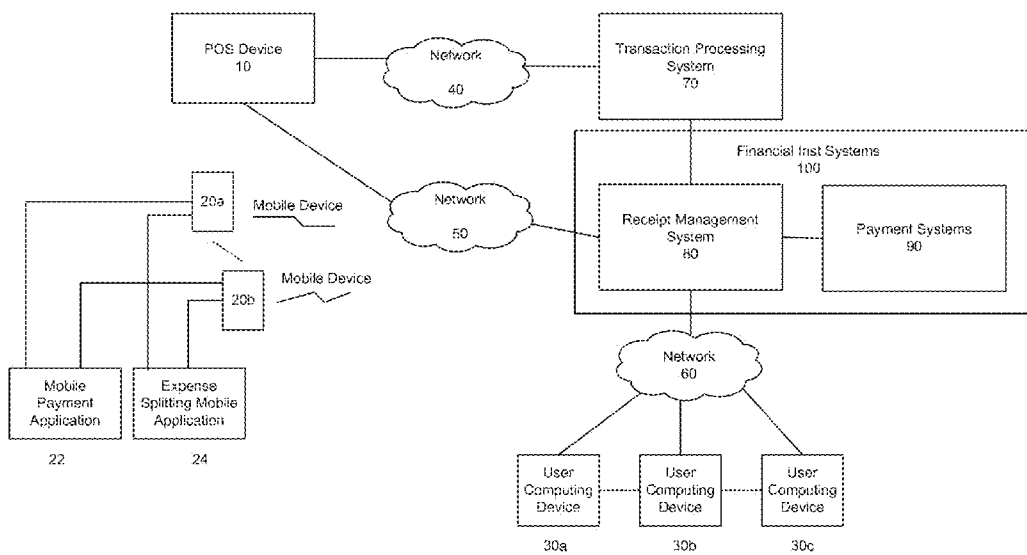 POS Device
10
Network
40
Transaction Processing
System
70
Financial Inst Systems
100
20a
Mobile Device
Network
50
Receipt Management
System
80
Payment Systems
90
Mobile Device
20b
Network
60
Mobile
Payment
Application
Expense
Splitting Mobile
Application
22
24
User
Computing
Device
User
Computing
Device
User
Computing
Device
30a
30b
30c